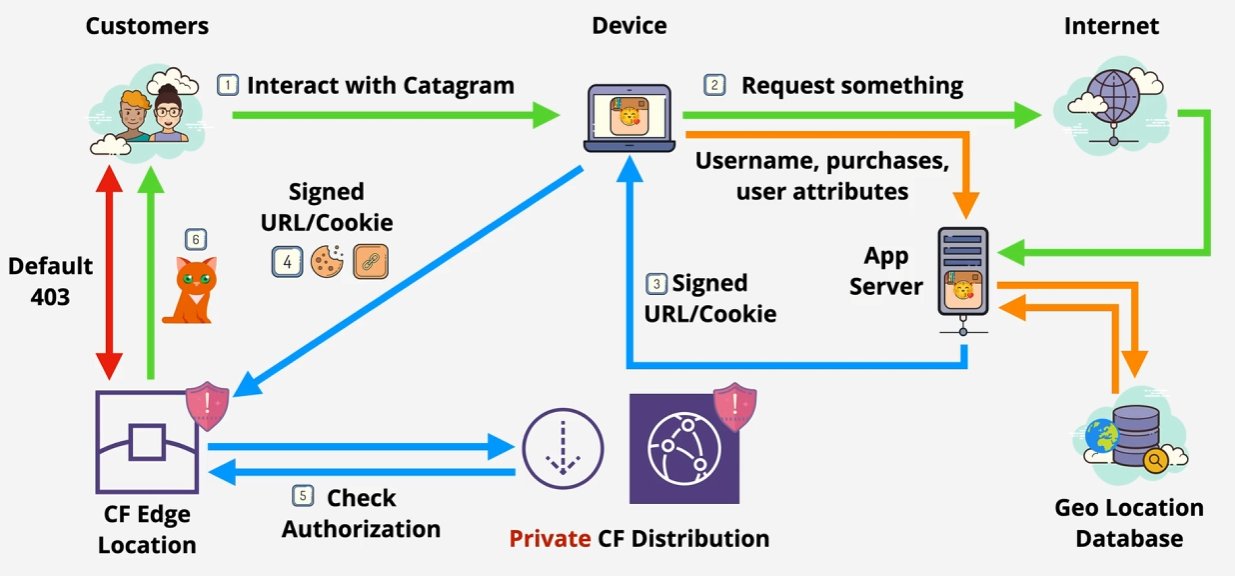 Customers
Device
Internet
1 Interact with Catagram
2 Request something
Username, purchases,
user attributes
Signed
URL/Cookie
4
6
Default
403
App
Server
3 Signed
URL/Cookie
!
!
5 Check
Authorization
CF Edge
Location
Private CF Distribution
Geo Location
Database